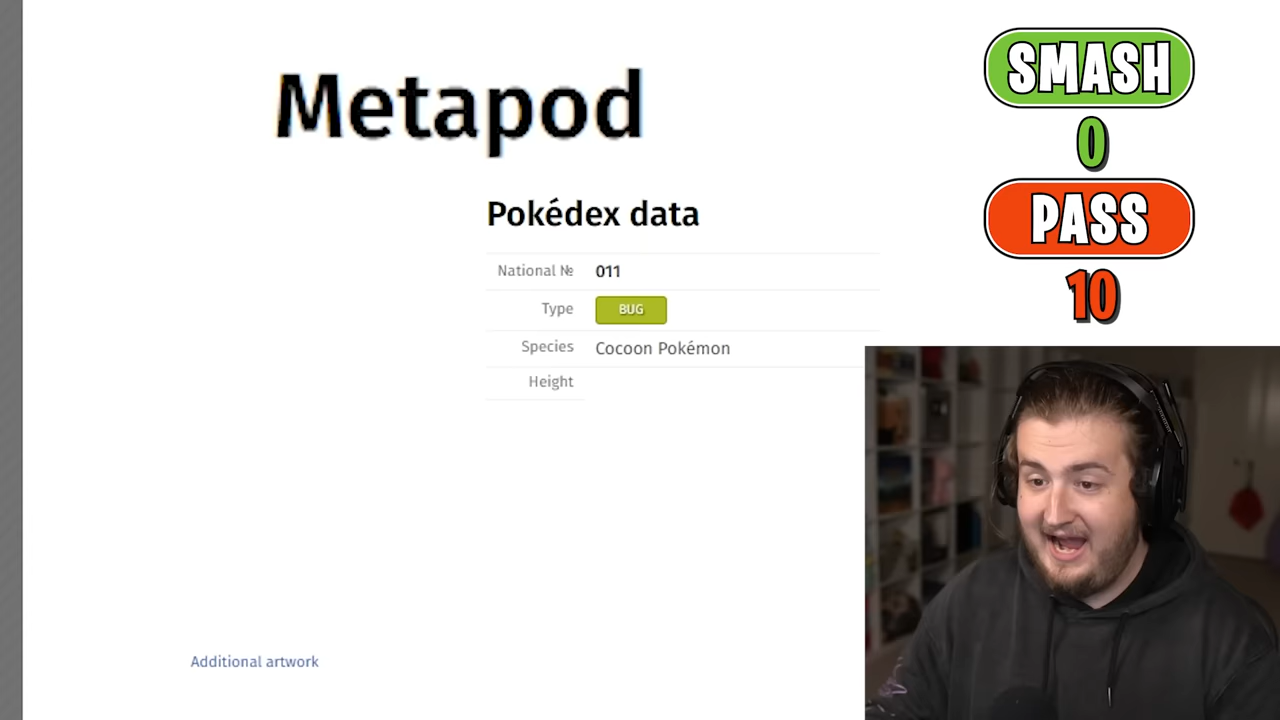 Metapod
Pokédex data
National № 011
Type BUG
Species Cocoon Pokémon
Height
Additional artwork
SMASH
0
PASS
10